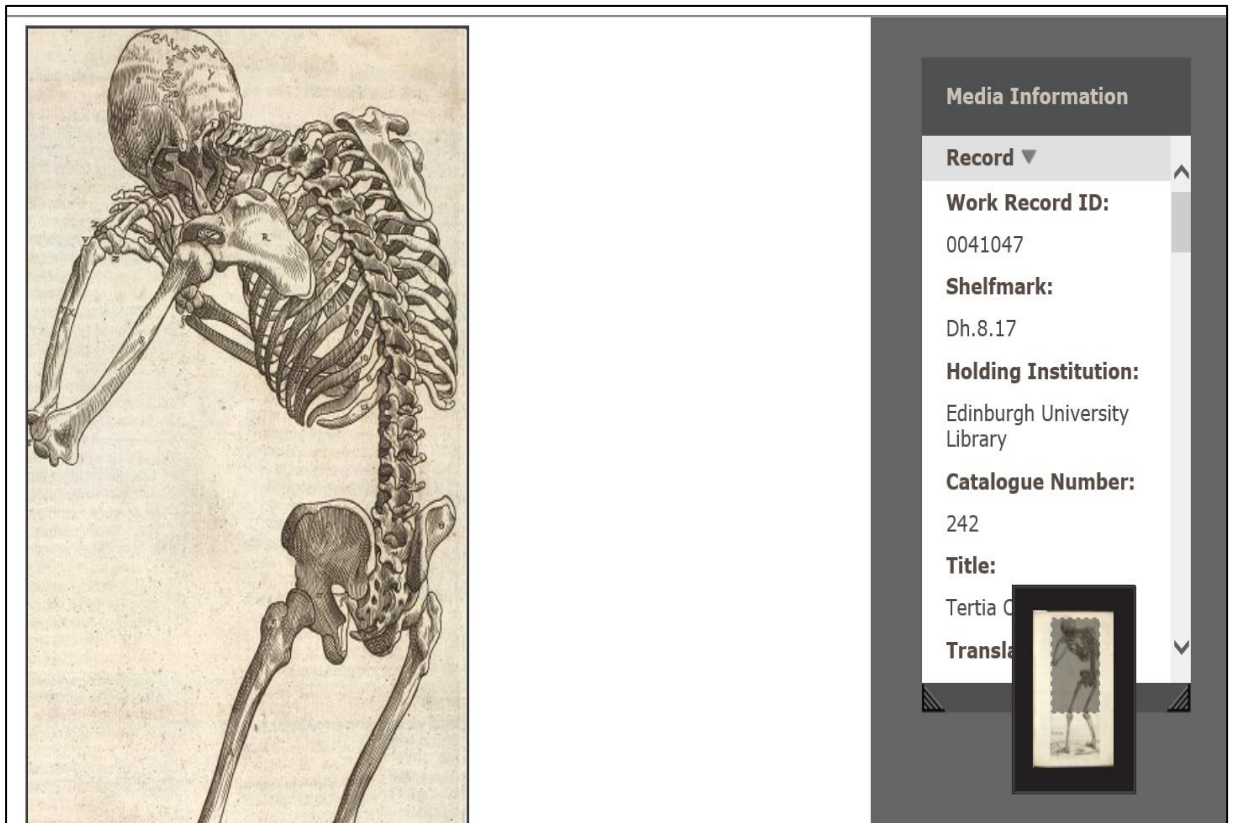 Media Information
Record
Work Record ID:
0041047
Shelfmark:
Dh.8.17
Holding Institution:
Edinburgh University
Library
Catalogue Number:
242
Title:
Tertia
R